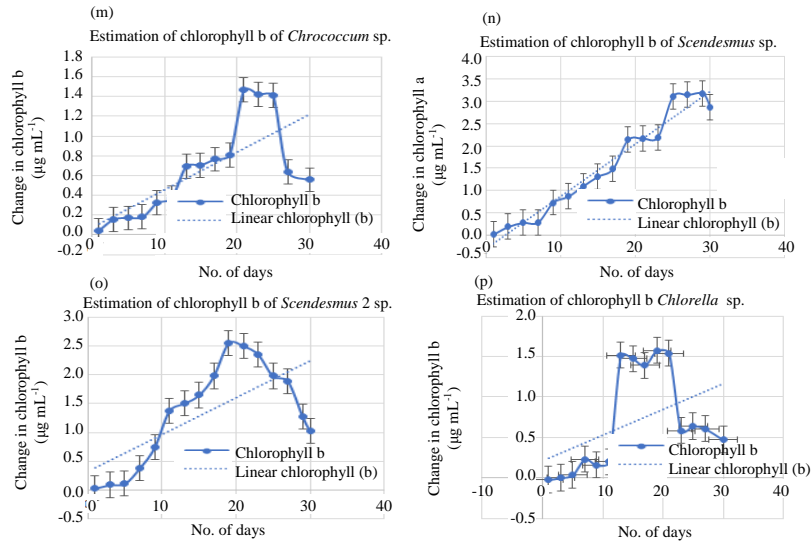 (m)
Estimation of chlorophyll b of Chrococcum sp.
Change in chlorophyll b
(µg mL-1)
1.8
1.6
1.4
1.2
1.0
0.8
0.6
0.4
0.2
0.0
-0.2
0
10
20
30
40
Chlorophyll b
Linear chlorophyll (b)
No. of days
(n)
Estimation of chlorophyll b of Scendesmus sp.
Change in chlorophyll a
(µg mL-1)
4.0
3.5
3.0
2.5
2.0
1.5
1.0
0.5
0.0
-0.5
0
10
20
30
40
Chlorophyll b
Linear chlorophyll (b)
No. of days
(o)
Estimation of chlorophyll b of Scendesmus 2 sp.
Change in chlorophyll b
(µg mL-1)
3.0
2.5
2.0
1.5
1.0
0.5
0.0
-0.5
0
10
20
30
40
Chlorophyll b
Linear chlorophyll (b)
No. of days
(p)
Estimation of chlorophyll b Chlorella sp.
Change in chlorophyll b
(µg mL-1)
2.0
1.5
1.0
0.5
0.0
-0.5
-10
0
10
20
30
40
Chlorophyll b
Linear chlorophyll (b)
No. of days